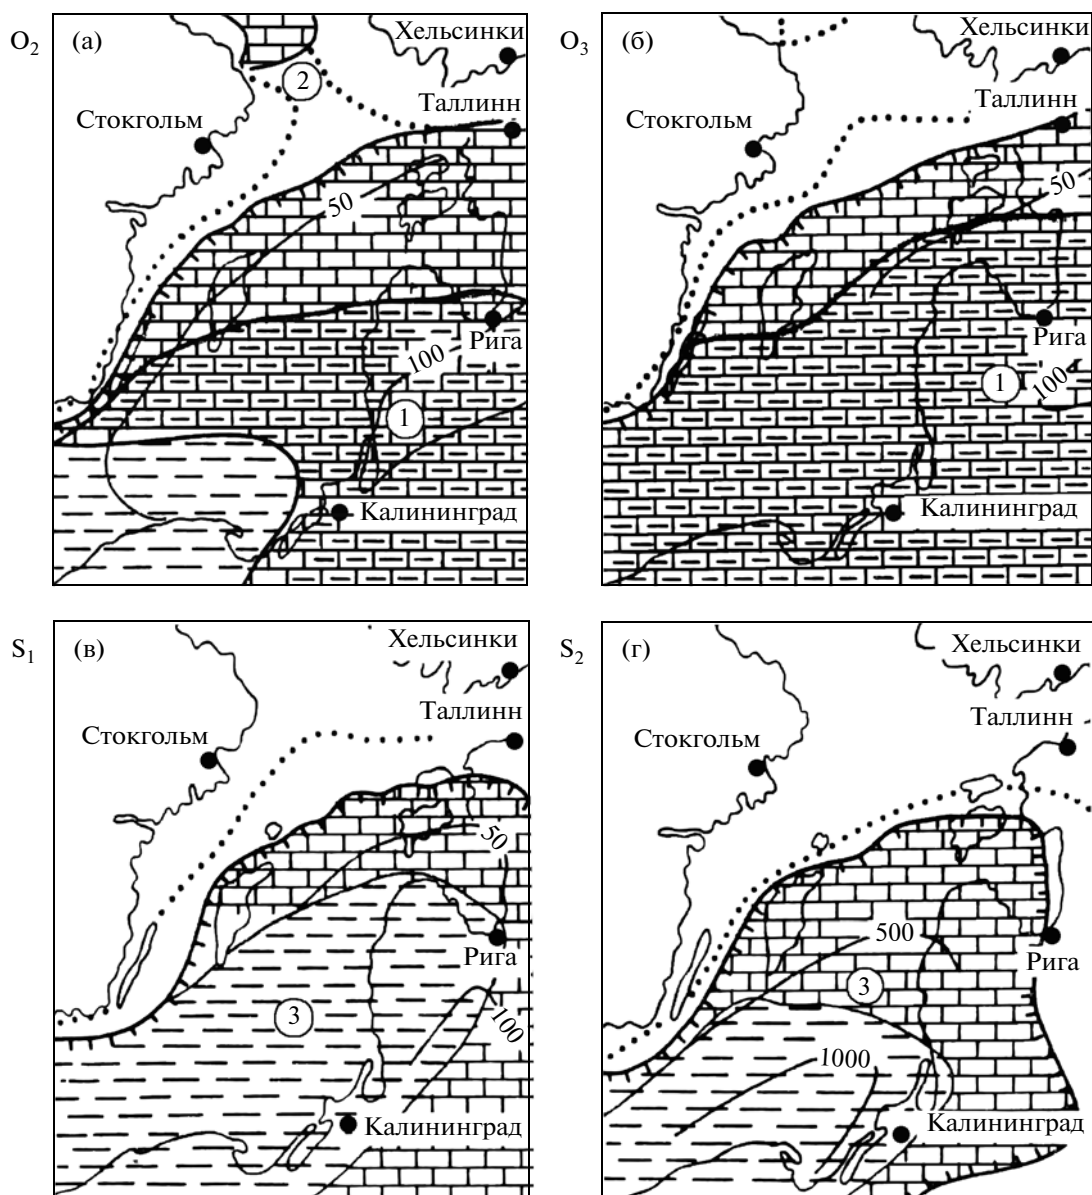 O₂ (а) Хельсинки
2
Таллинн
Стокгольм
50
Рига
100
1
Калининград
O₃ (б) Хельсинки
Таллинн
Стокгольм
50
Рига
1
100
Калининград
S₁ (в) Хельсинки
Таллинн
Стокгольм
50
Рига
3
100
Калининград
S₂ (г) Хельсинки
Таллинн
Стокгольм
500
Рига
3
1000
Калининград